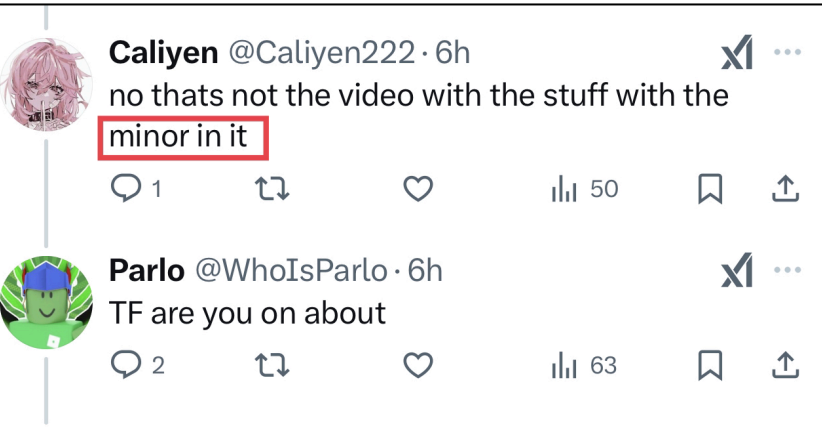 Caliyen @Caliyen222 · 6h
no thats not the video with the stuff with the
minor in it
1
50
Parlo @WhoIsParlo · 6h
TF are you on about
2
63